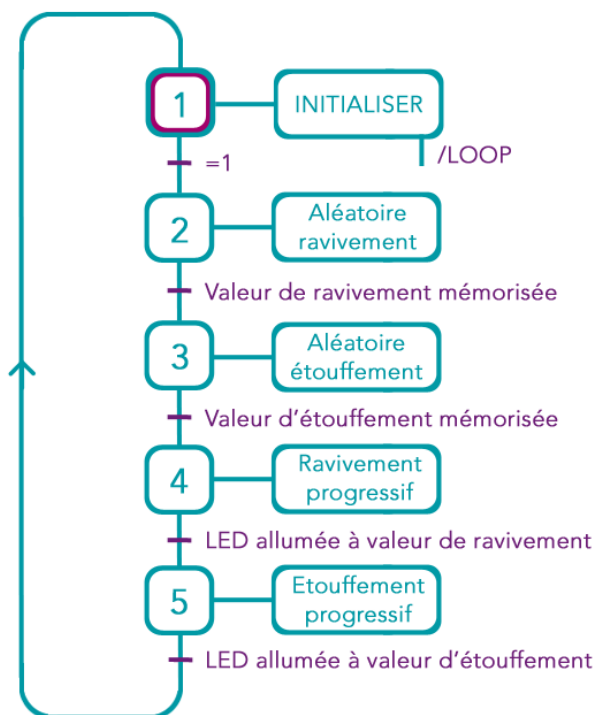 1
INITIALISER
/LOOP
=1
2
Aléatoire
ravivement
Valeur de ravivement mémorisée
3
Aléatoire
étouffement
Valeur d'étouffement mémorisée
4
Ravivement
progressif
LED allumée à valeur de ravivement
5
Etouffement
progressif
LED allumée à valeur d'étouffement